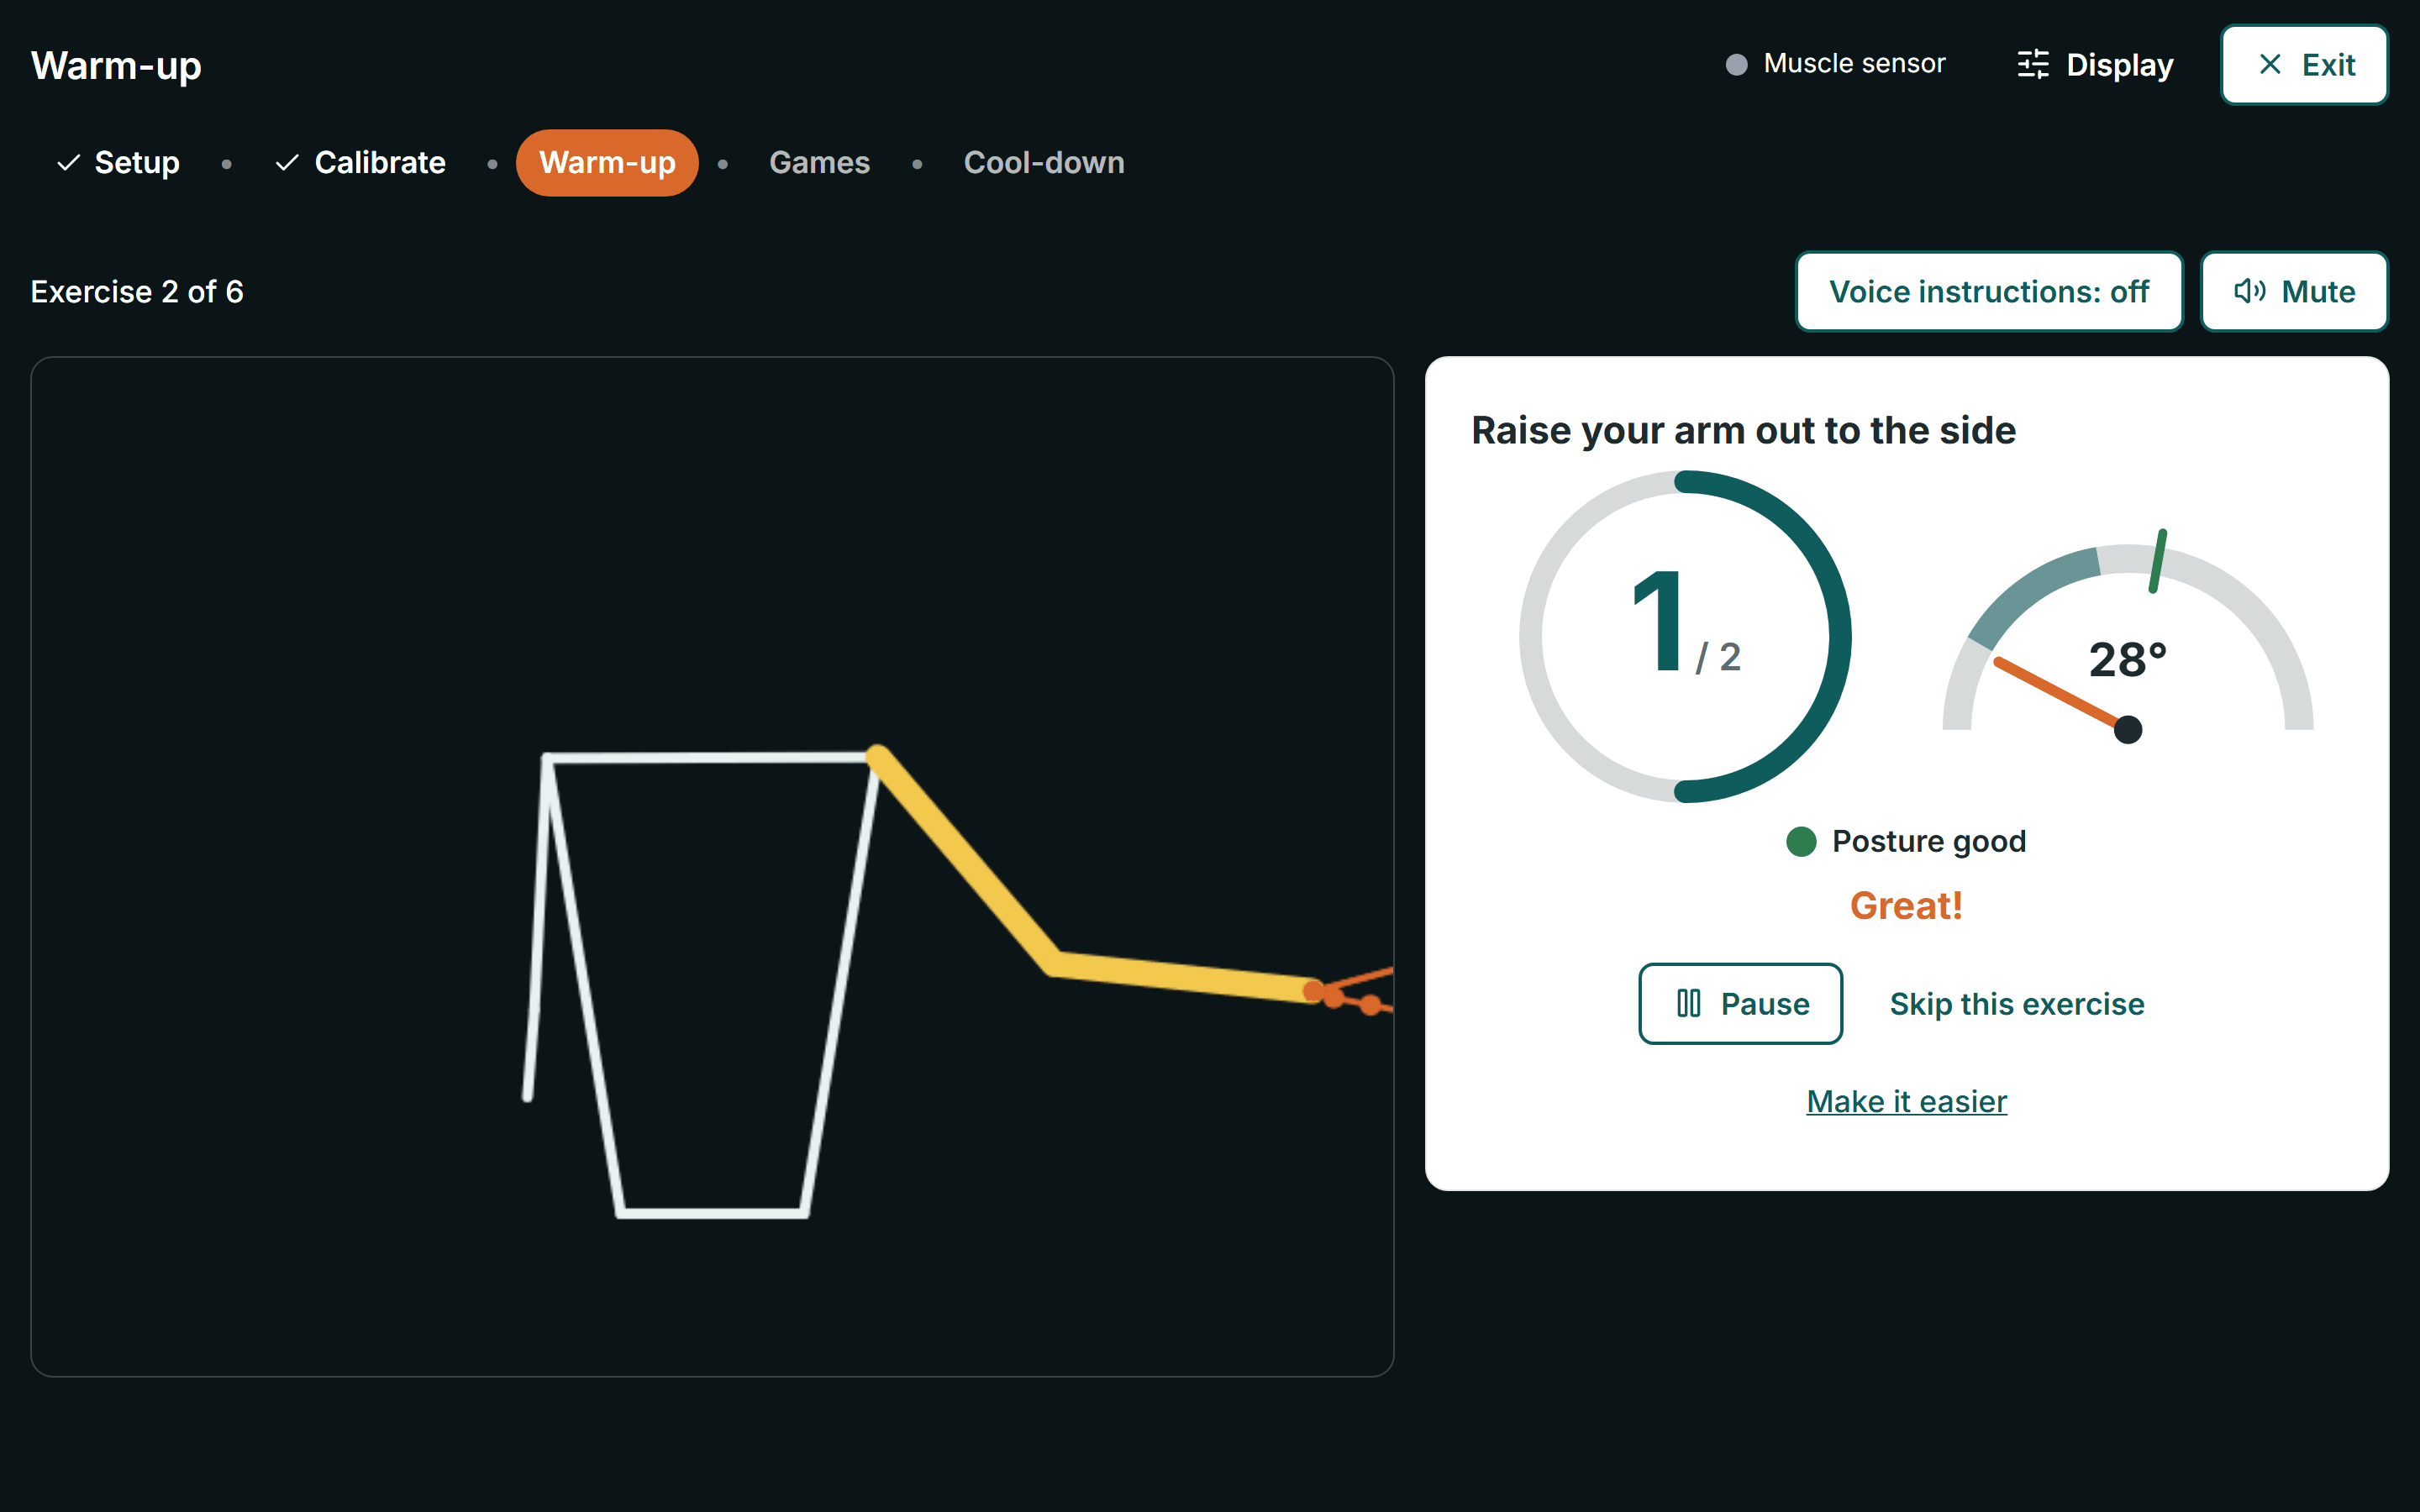 Warm-up
Muscle sensor
Display
Exit
Setup
Calibrate
Warm-up
Games
Cool-down
Exercise 2 of 6
Voice instructions: off
Mute
Raise your arm out to the side
1 / 2
28°
Posture good
Great!
Pause
Skip this exercise
Make it easier